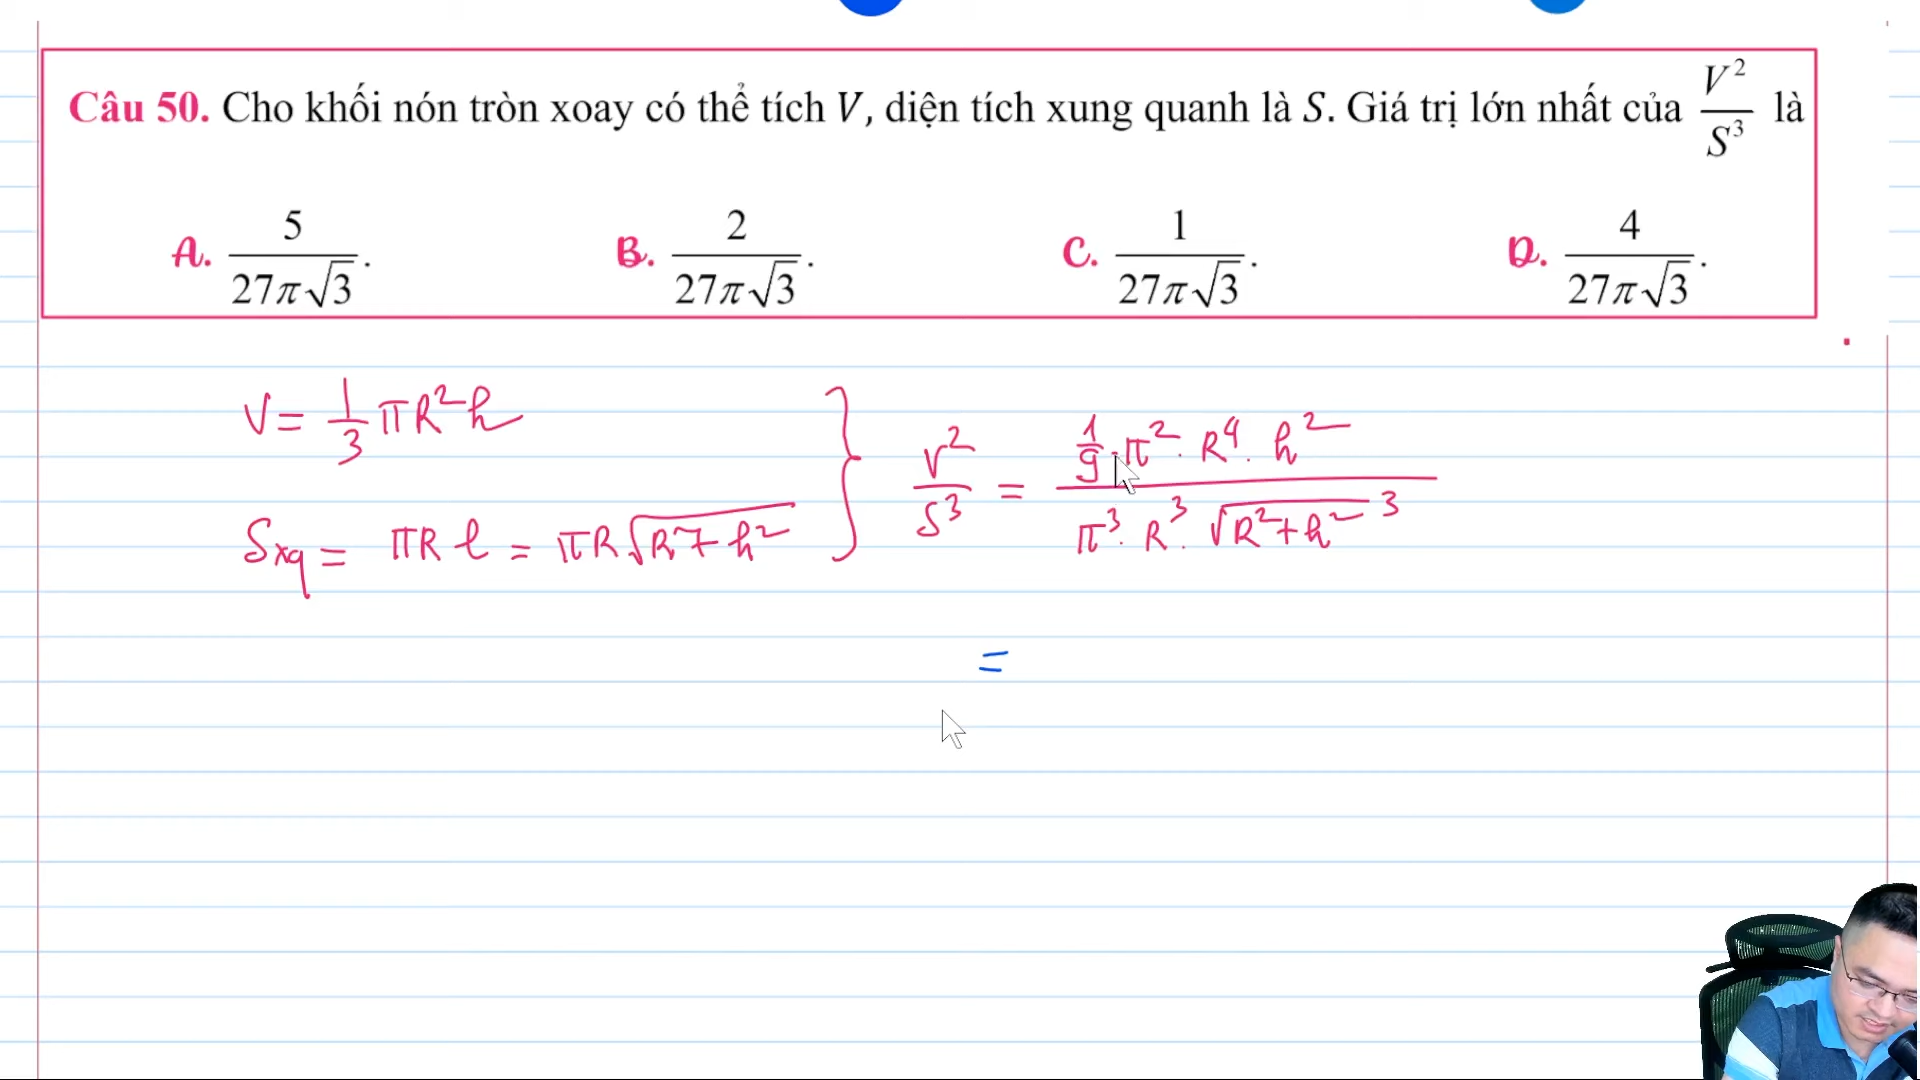 Câu 50. Cho khối nón tròn xoay có thể tích V, diện tích xung quanh là S. Giá trị lớn nhất của V²/S³ là
A. 5/(27π√3). B. 2/(27π√3). C. 1/(27π√3). D. 4/(27π√3).
V = 1/3 πR²h
Sxq = πRl = πR√(R²+h²)
V²/S³ = (1/9 · π² · R⁴ · h²)/(π³ · R³ · √(R²+h²)³)
=